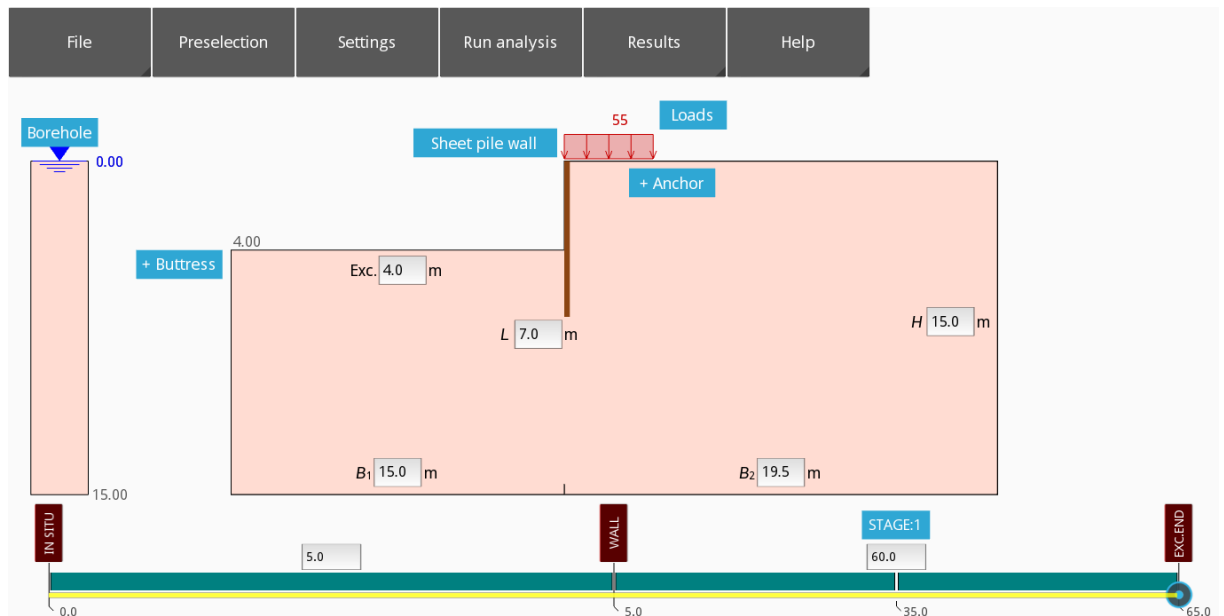 File Preselection Settings Run analysis Results Help
55 Loads
Borehole
Sheet pile wall
0.00
+ Anchor
4.00
+ Buttress
Exc. 4.0 m
H 15.0 m
L 7.0 m
B1 15.0 m
B2 19.5 m
15.00
IN SITU
WALL
STAGE:1
EXC.END
5.0
60.0
0.0
5.0
35.0
65.0